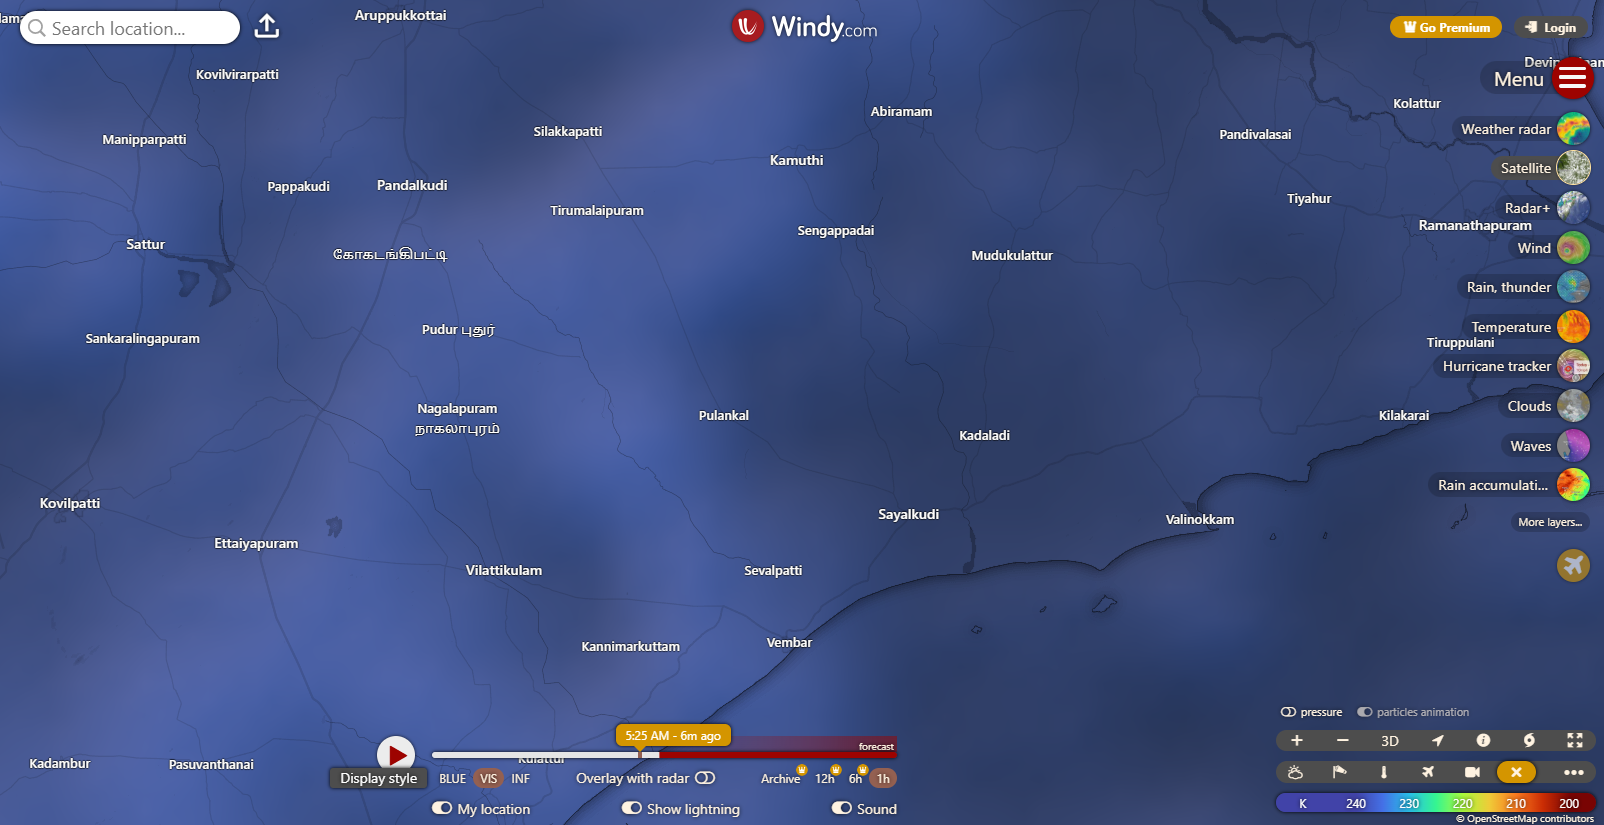 Search location...
Windy.com
Go Premium
Login
Menu
Weather radar
Satellite
Radar+
Wind
Rain, thunder
Temperature
Hurricane tracker
Clouds
Waves
Rain accumulati...
More layers...
Aruppukkottai
Kovilvirarpatti
Manipparpatti
Silakkapatti
Abiramam
Kolattur
Pandivalasai
Kamuthi
Pappakudi
Pandalkudi
Tirumalaipuram
Tiyahur
Sengappadai
Ramanathapuram
Sattur
கோகடங்கிபட்டி
Mudukulattur
Pudur புதூர்
Sankaralingapuram
Tiruppulani
Nagalapuram
நாகலாபுரம்
Pulankal
Kilakarai
Kadaladi
Kovilpatti
Sayalkudi
Valinokkam
Ettaiyapuram
Vilattikulam
Sevalpatti
Kannimarkuttam
Vembar
Kadambur
Pasuvanthanai
Kulattur
5:25 AM - 6m ago
forecast
Display style
BLUE VIS INF
Overlay with radar
Archive 12h 6h 1h
My location
Show lightning
Sound
pressure
particles animation
3D
K 240 230 220 210 200
© OpenStreetMap contributors